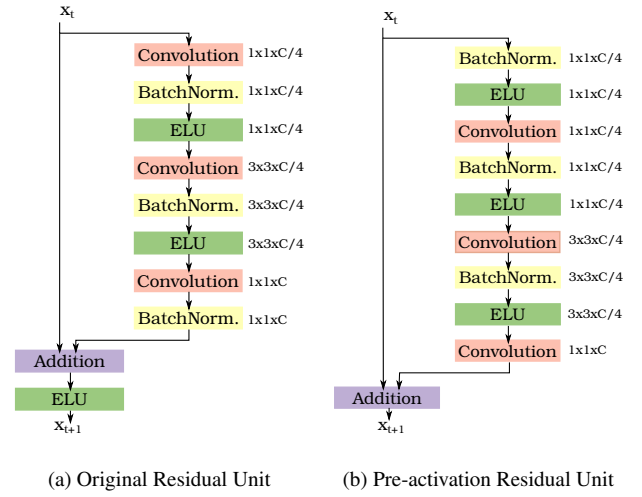 x_t
Convolution 1x1xC/4
BatchNorm. 1x1xC/4
ELU 1x1xC/4
Convolution 3x3xC/4
BatchNorm. 3x3xC/4
ELU 3x3xC/4
Convolution 1x1xC
BatchNorm. 1x1xC
Addition
ELU
x_{t+1}
(a) Original Residual Unit
x_t
BatchNorm. 1x1xC/4
ELU 1x1xC/4
Convolution 1x1xC/4
BatchNorm. 1x1xC/4
ELU 1x1xC/4
Convolution 3x3xC/4
BatchNorm. 3x3xC/4
ELU 3x3xC/4
Convolution 1x1xC
Addition
x_{t+1}
(b) Pre-activation Residual Unit